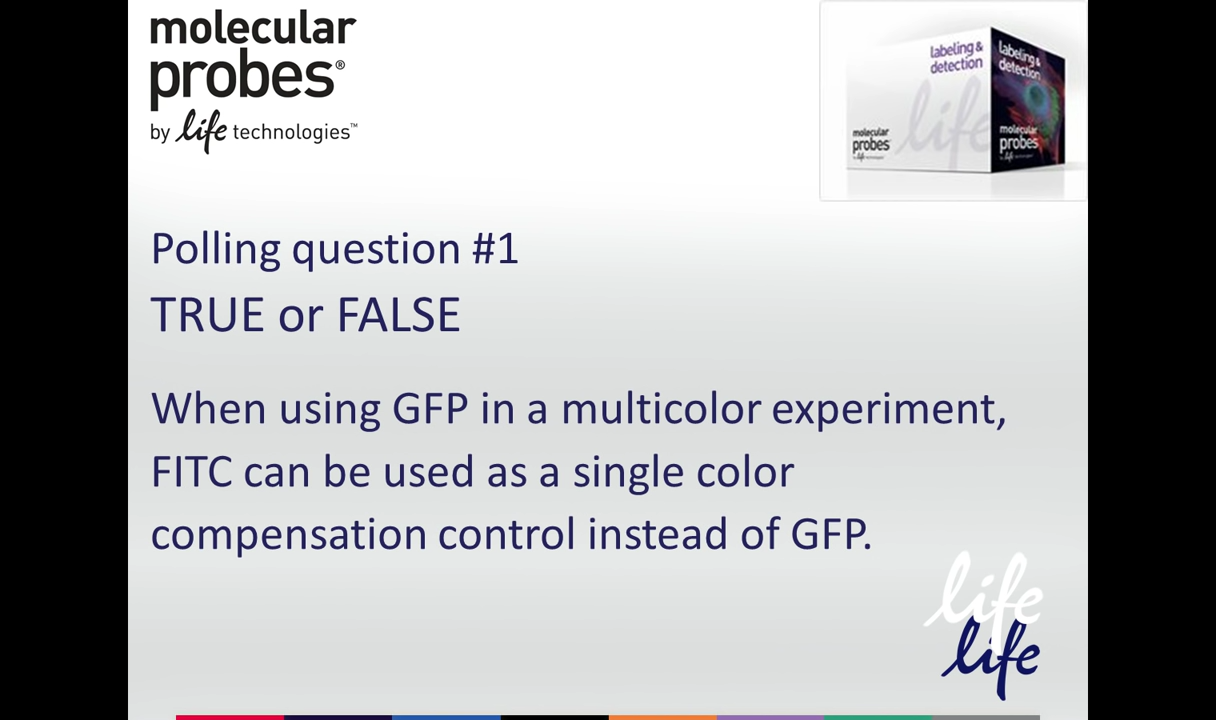 molecular
probes®
by life technologies™
labeling &
detection
life
molecular
probes
labeling &
detection
molecular
probes
Polling question #1
TRUE or FALSE
When using GFP in a multicolor experiment,
FITC can be used as a single color
compensation control instead of GFP.
life
life